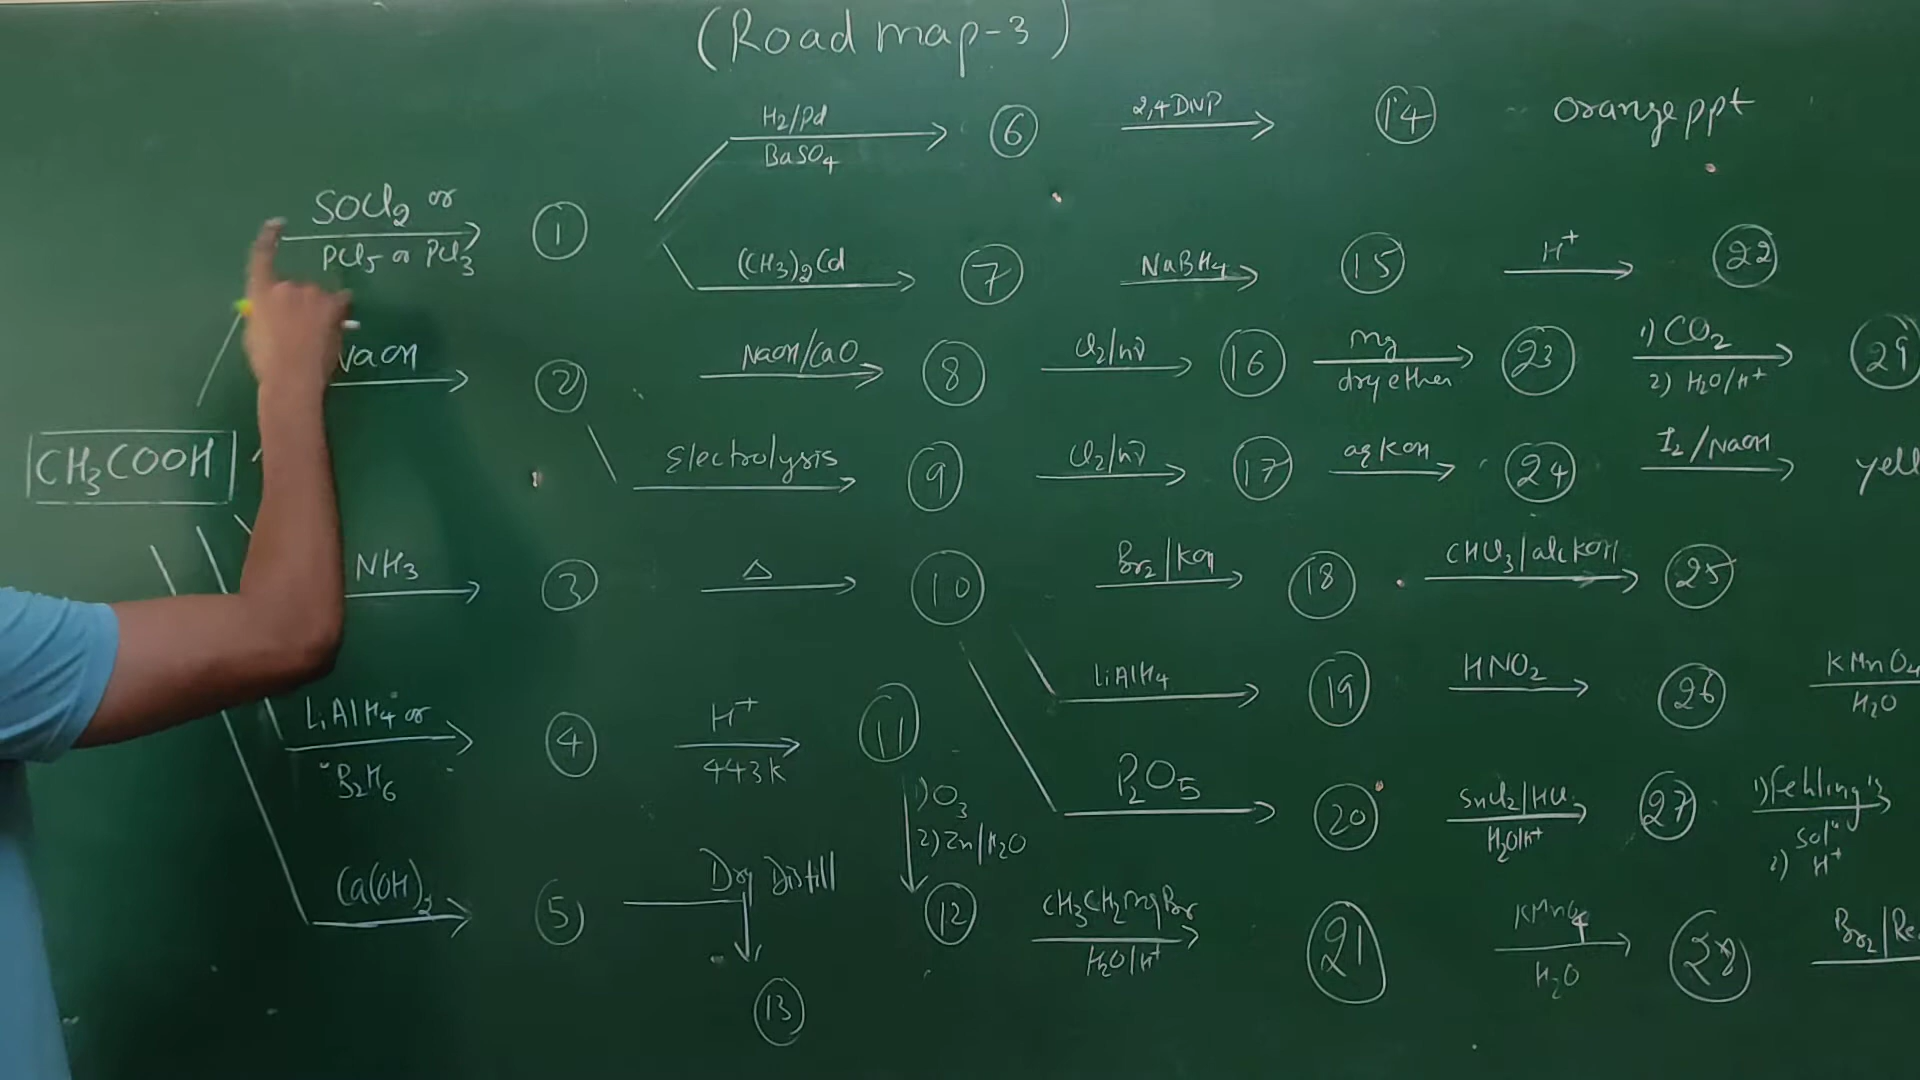 (Road map-3)
H2/Pd
BaSO4
6
2,4 DNP
14
Orange ppt
SOCl2 or
PCl5 or PCl3
1
(CH3)2Cd
7
NaBH4
15
H+
22
NaOH
2
NaOH/CaO
8
Cl2/hν
16
Mg
dry ether
23
1) CO2
2) H2O/H+
29
CH3COOH
Electrolysis
9
Cl2/hν
17
aq KOH
24
I2/NaOH
yell
NH3
3
Δ
10
Br2/KOH
18
CHCl3/alc KOH
25
LiAlH4
19
HNO2
26
KMnO4
H2O
LiAlH4 or
B2H6
4
H+
443K
11
1) O3
2) Zn/H2O
P2O5
20
SnCl2/HCl
H2O/H+
27
1) Fehling's
Soln
2) H+
Ca(OH)2
5
Dry Distill
13
12
CH3CH2MgBr
H2O/H+
21
KMnO4
H2O
28
Br2/Re